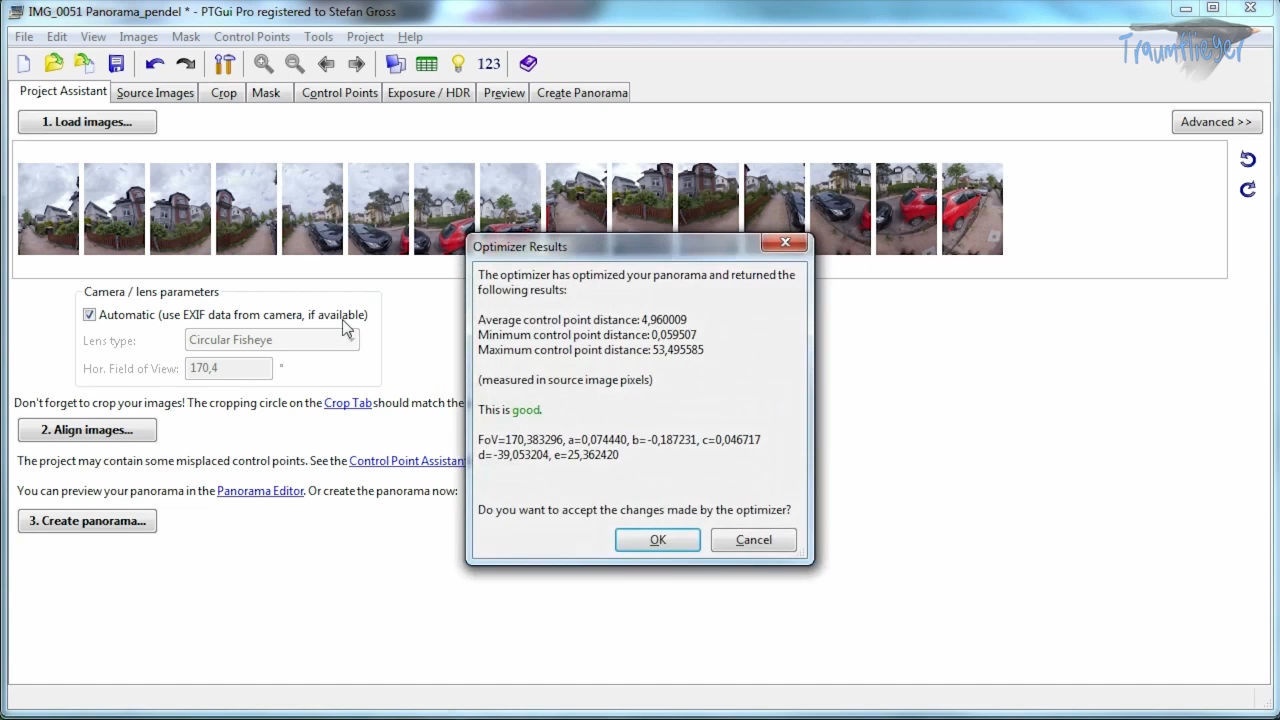 IMG_0051 Panorama_pendel * - PTGui Pro registered to Stefan Gross
File Edit View Images Mask Control Points Tools Project Help
Traumflieger
123
Project Assistant Source Images Crop Mask Control Points Exposure / HDR Preview Create Panorama
1. Load images...
Advanced >>
Camera / lens parameters
Automatic (use EXIF data from camera, if available)
Lens type: Circular Fisheye
Hor. Field of View: 170,4 °
Don't forget to crop your images! The cropping circle on the Crop Tab should match the
2. Align images...
The project may contain some misplaced control points. See the Control Point Assistant
You can preview your panorama in the Panorama Editor. Or create the panorama now:
3. Create panorama...
Optimizer Results
The optimizer has optimized your panorama and returned the
following results:
Average control point distance: 4,960009
Minimum control point distance: 0,059507
Maximum control point distance: 53,495585
(measured in source image pixels)
This is good.
FoV=170,383296, a=0,074440, b=-0,187231, c=0,046717
d=-39,053204, e=25,362420
Do you want to accept the changes made by the optimizer?
OK Cancel